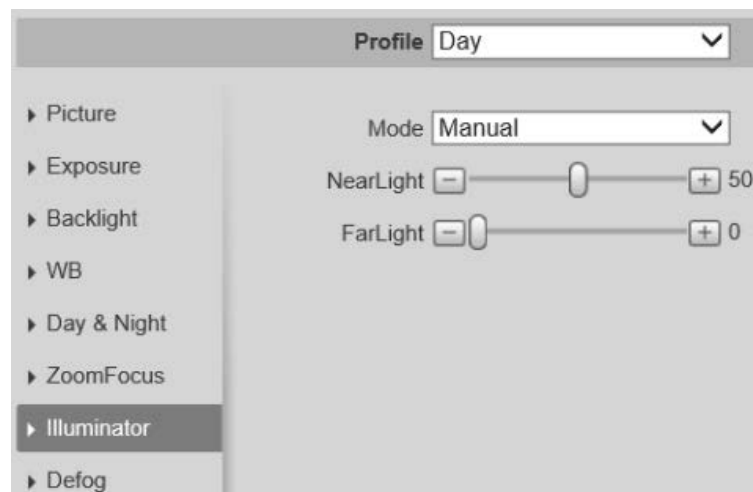 Profile Day
Picture
Mode Manual
Exposure
NearLight 50
Backlight
FarLight 0
WB
Day & Night
ZoomFocus
Illuminator
Defog